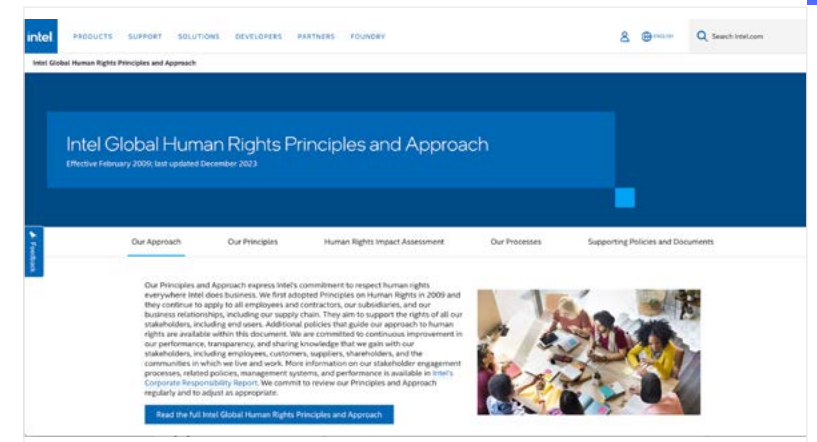 intel
PRODUCTS SUPPORT SOLUTIONS DEVELOPERS PARTNERS FOUNDRY
ENGLISH
Search Intel.com
Intel Global Human Rights Principles and Approach
Intel Global Human Rights Principles and Approach
Effective February 2009; last updated December 2023
Feedback
Our Approach Our Principles Human Rights Impact Assessment Our Processes Supporting Policies and Documents
Our Principles and Approach express Intel's commitment to respect human rights
everywhere Intel does business. We first adopted Principles on Human Rights in 2009 and
they continue to apply to all employees and contractors, our subsidiaries, and our
business relationships, including our supply chain. They aim to support the rights of all our
stakeholders, including end users. Additional policies that guide our approach to human
rights are available within this document. We are committed to continuous improvement in
our performance, transparency, and sharing knowledge that we gain with our
stakeholders, including employees, customers, suppliers, shareholders, and the
communities in which we live and work. More information on our stakeholder engagement
processes, related policies, management systems, and performance is available in Intel's
Corporate Responsibility Report. We commit to review our Principles and Approach
regularly and to adjust as appropriate.
Read the full Intel Global Human Rights Principles and Approach